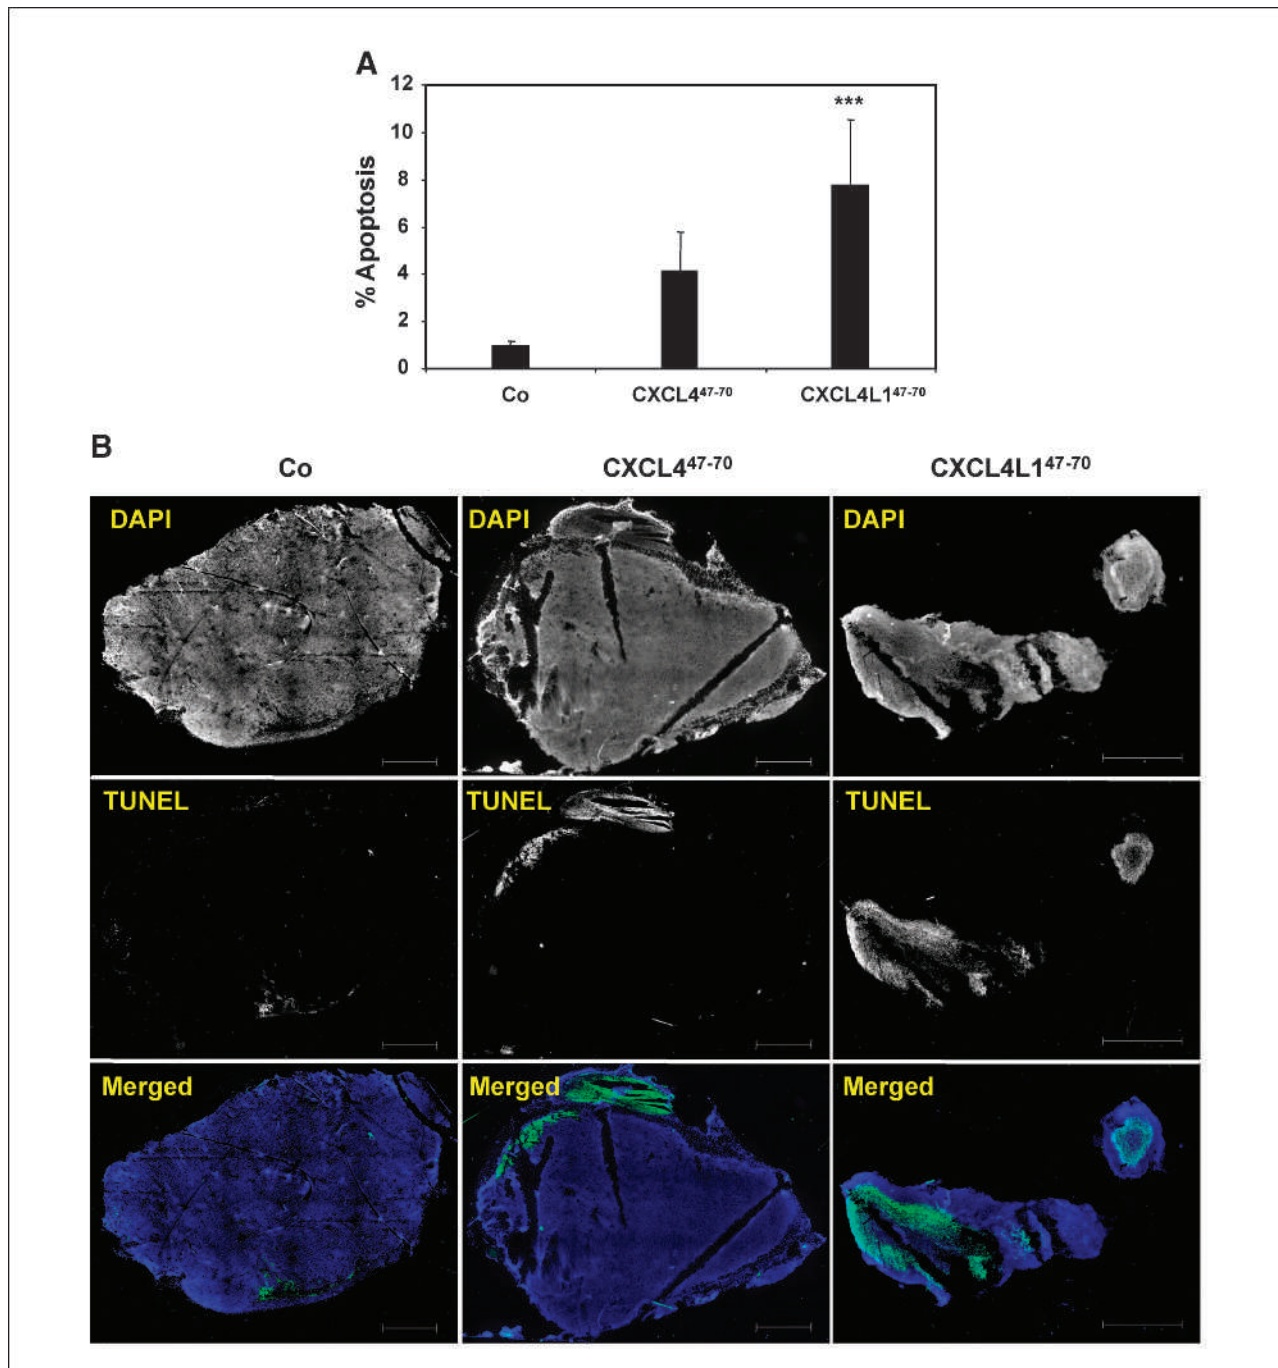 A
12
***
10
8
6
4
2
0
% Apoptosis
Co CXCL4⁴⁷⁻⁷⁰ CXCL4L1⁴⁷⁻⁷⁰
B
Co CXCL4⁴⁷⁻⁷⁰ CXCL4L1⁴⁷⁻⁷⁰
DAPI DAPI DAPI
TUNEL TUNEL TUNEL
Merged Merged Merged